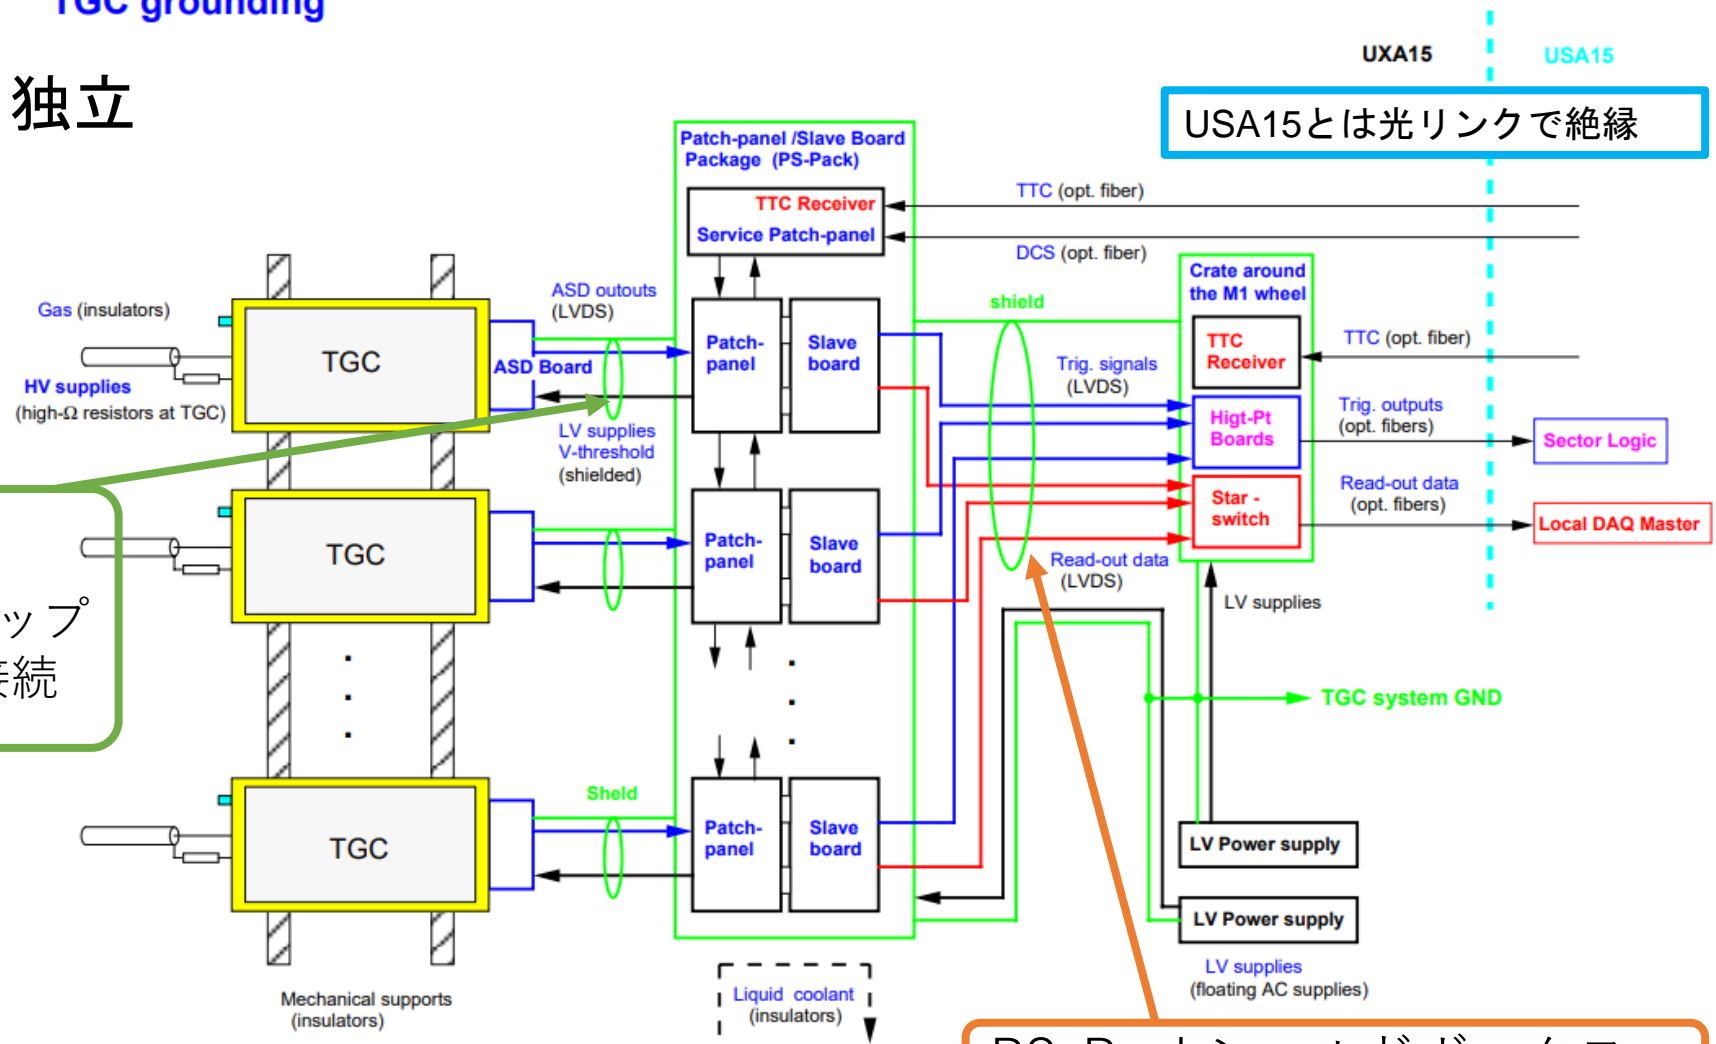 TGC grounding
独立
UXA15
USA15
USA15とは光リンクで絶縁
Patch-panel /Slave Board
Package (PS-Pack)
TTC Receiver
Service Patch-panel
TTC (opt. fiber)
DCS (opt. fiber)
Crate around
the M1 wheel
shield
Gas (insulators)
ASD outouts
(LVDS)
TGC
ASD Board
Patch-
panel
Slave
board
HV supplies
(high-Ω resistors at TGC)
LV supplies
V-threshold
(shielded)
Trig. signals
(LVDS)
TTC
Receiver
TTC (opt. fiber)
Higt-Pt
Boards
Trig. outputs
(opt. fibers)
Sector Logic
Star -
switch
Read-out data
(opt. fibers)
Local DAQ Master
TGC
Patch-
panel
Slave
board
Read-out data
(LVDS)
LV supplies
ップ
接続
TGC system GND
Sheld
TGC
Patch-
panel
Slave
board
LV Power supply
LV Power supply
LV supplies
(floating AC supplies)
Mechanical supports
(insulators)
Liquid coolant
(insulators)